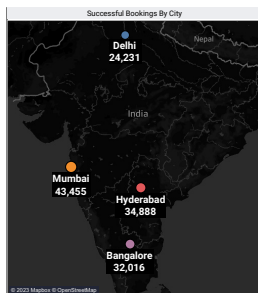 Successful Bookings By City
Nepal
Delhi
24,231
India
Mumbai
43,455
Hyderabad
34,888
Bangalore
32,016
© 2023 Mapbox © OpenStreetMap